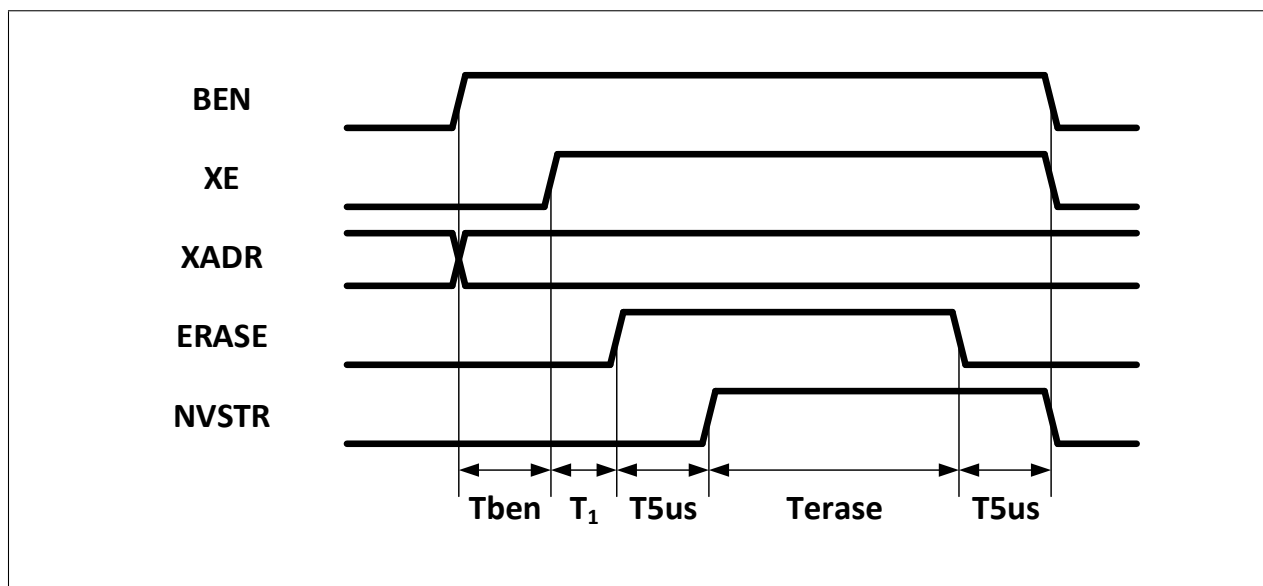 BEN
XE
XADR
ERASE
NVSTR
Tben T₁ T5us Terase T5us